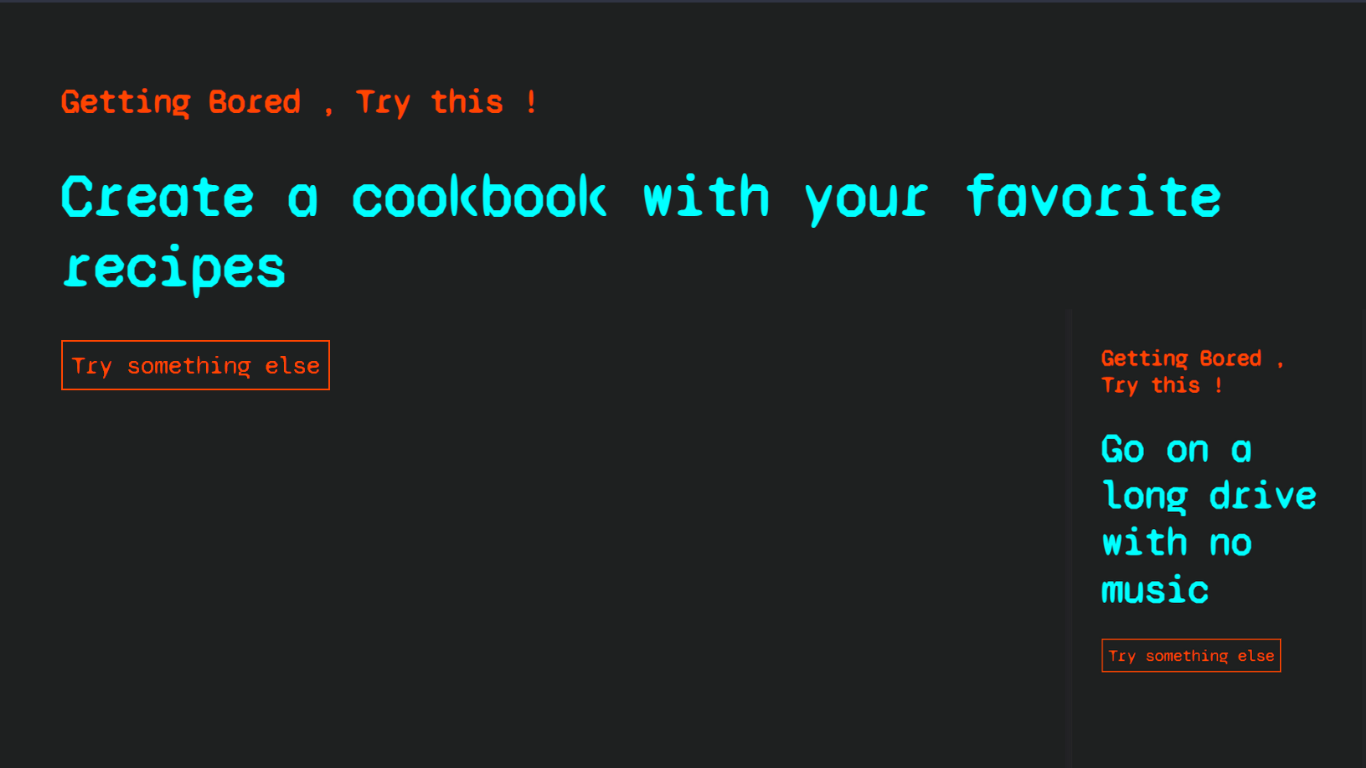 Getting Bored , Try this !
Create a cookbook with your favorite
recipes
Try something else
Getting Bored ,
Try this !
Go on a
long drive
with no
music
Try something else